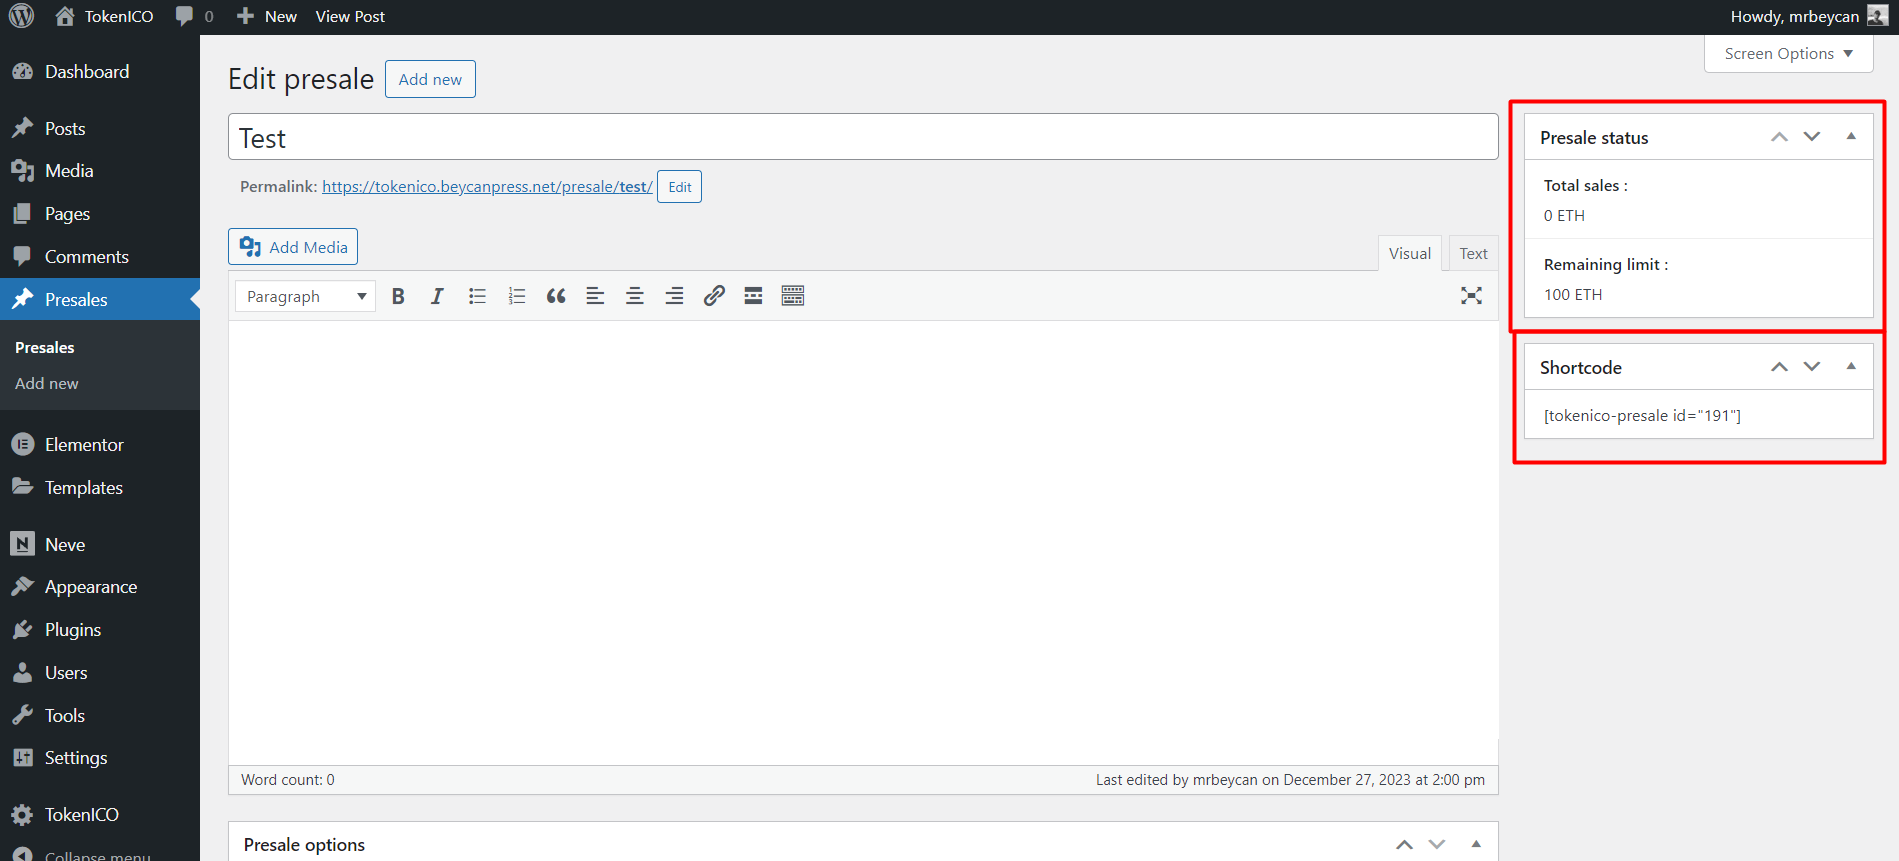 TokenICO
0
New
View Post
Howdy, mrbeycan
Screen Options
Dashboard
Posts
Media
Pages
Comments
Presales
Presales
Add new
Elementor
Templates
Neve
Appearance
Plugins
Users
Tools
Settings
TokenICO
Collapse menu
Edit presale
Add new
Test
Permalink: https://tokenico.beycanpress.net/presale/test/ Edit
Add Media
Visual
Text
Paragraph
Word count: 0
Last edited by mrbeycan on December 27, 2023 at 2:00 pm
Presale options
Presale status
Total sales :
0 ETH
Remaining limit :
100 ETH
Shortcode
[tokenico-presale id="191"]